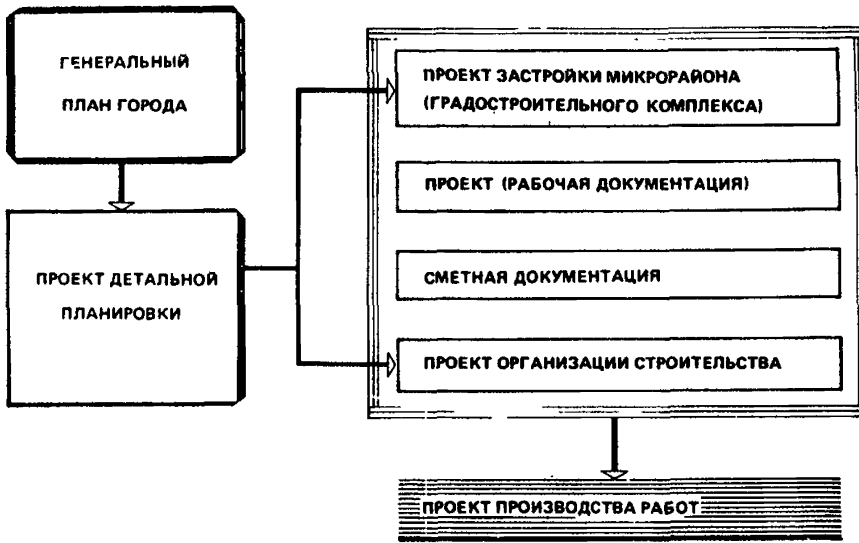 ГЕНЕРАЛЬНЫЙ
ПЛАН ГОРОДА
ПРОЕКТ ДЕТАЛЬНОЙ
ПЛАНИРОВКИ
ПРОЕКТ ЗАСТРОЙКИ МИКРОРАЙОНА
(ГРАДОСТРОИТЕЛЬНОГО КОМПЛЕКСА)
ПРОЕКТ (РАБОЧАЯ ДОКУМЕНТАЦИЯ)
СМЕТНАЯ ДОКУМЕНТАЦИЯ
ПРОЕКТ ОРГАНИЗАЦИИ СТРОИТЕЛЬСТВА
ПРОЕКТ ПРОИЗВОДСТВА РАБОТ